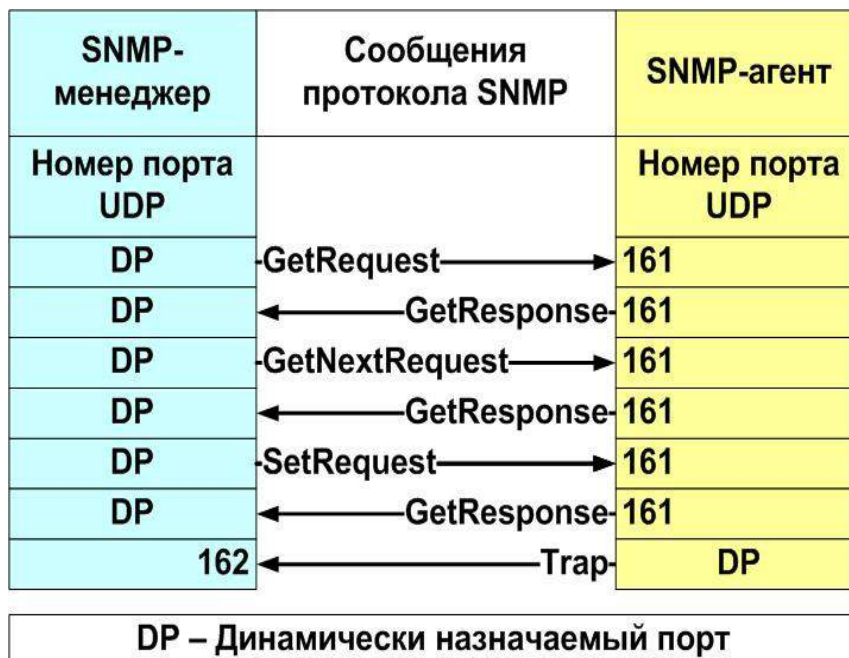 SNMP-
менеджер
Сообщения
протокола SNMP
SNMP-агент
Номер порта
UDP
Номер порта
UDP
DP GetRequest 161
DP GetResponse 161
DP GetNextRequest 161
DP GetResponse 161
DP SetRequest 161
DP GetResponse 161
162 Trap DP
DP – Динамически назначаемый порт